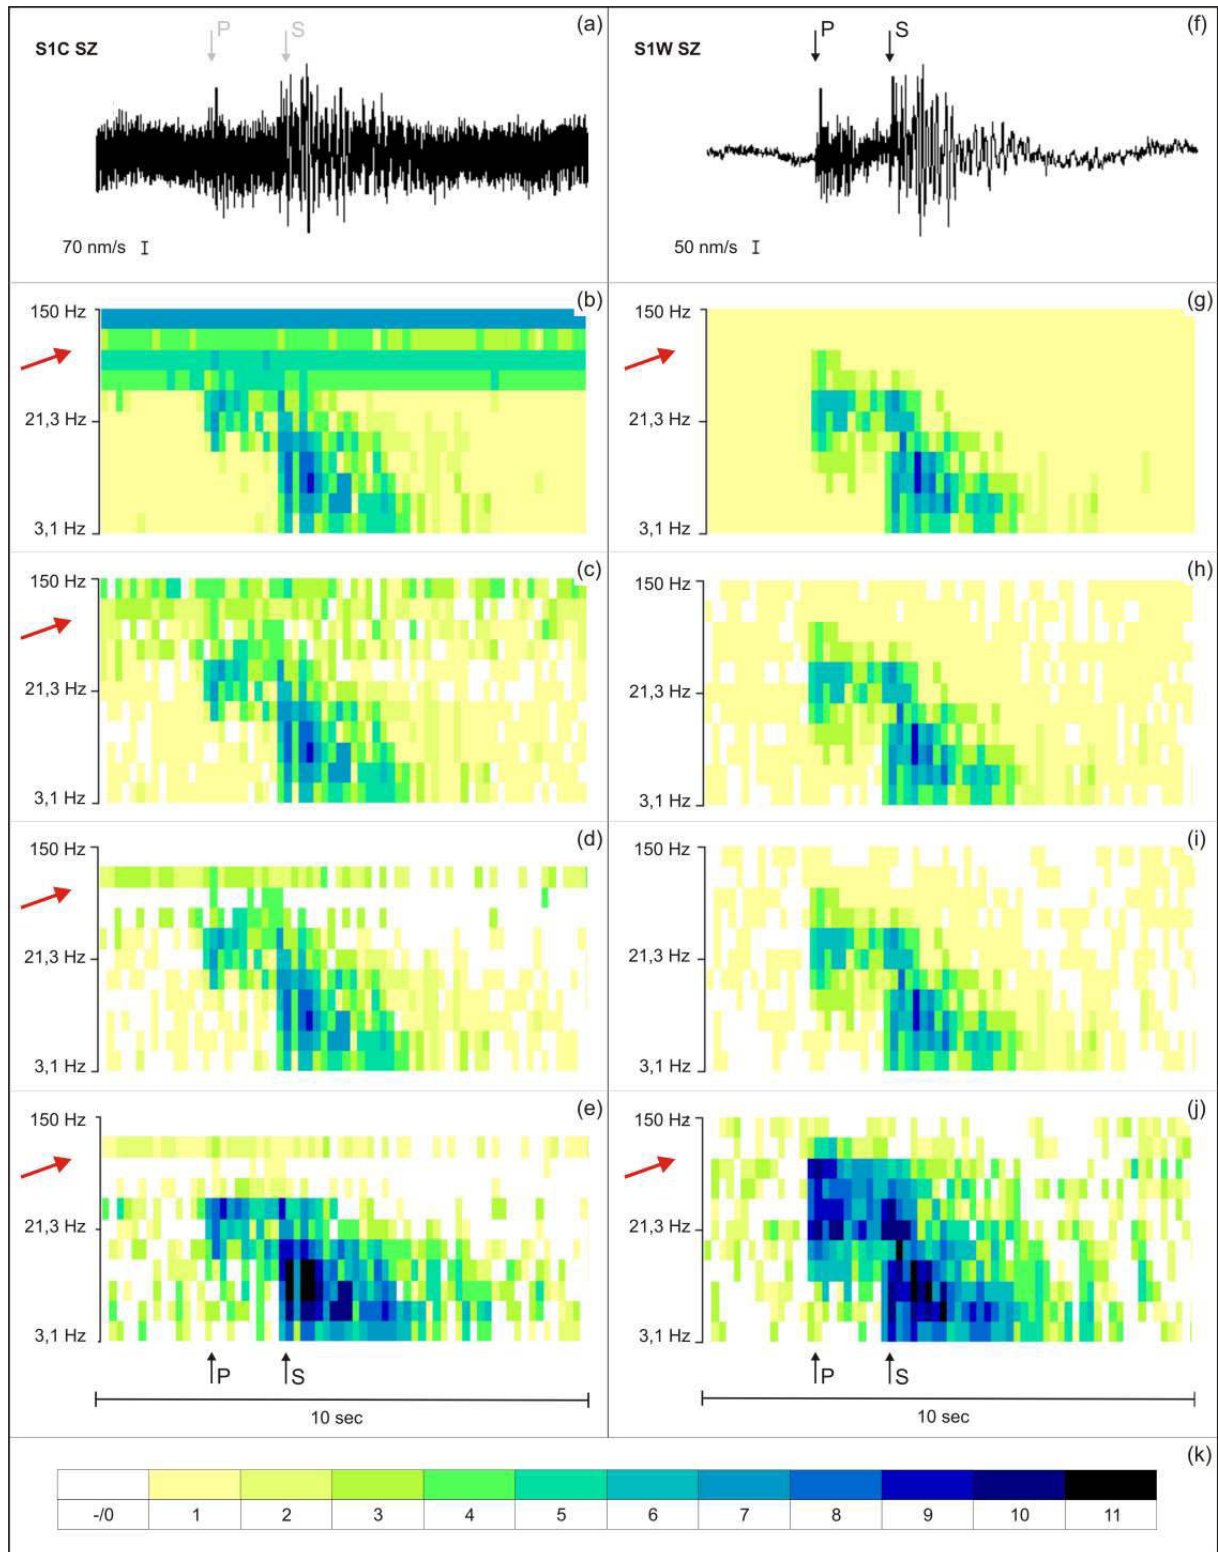 (a)
P S
S1C SZ
70 nm/s
(f)
P S
S1W SZ
50 nm/s
(b)
150 Hz
21,3 Hz
3,1 Hz
(g)
150 Hz
21,3 Hz
3,1 Hz
(c)
150 Hz
21,3 Hz
3,1 Hz
(h)
150 Hz
21,3 Hz
3,1 Hz
(d)
150 Hz
21,3 Hz
3,1 Hz
(i)
150 Hz
21,3 Hz
3,1 Hz
(e)
150 Hz
21,3 Hz
3,1 Hz
P S
10 sec
(j)
150 Hz
21,3 Hz
3,1 Hz
P S
10 sec
(k)
-/0 1 2 3 4 5 6 7 8 9 10 11